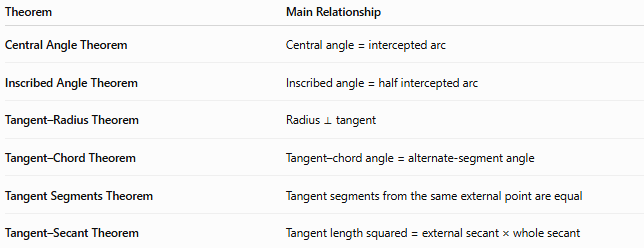 Theorem Main Relationship
Central Angle Theorem Central angle = intercepted arc
Inscribed Angle Theorem Inscribed angle = half intercepted arc
Tangent–Radius Theorem Radius ⊥ tangent
Tangent–Chord Theorem Tangent–chord angle = alternate-segment angle
Tangent Segments Theorem Tangent segments from the same external point are equal
Tangent–Secant Theorem Tangent length squared = external secant × whole secant